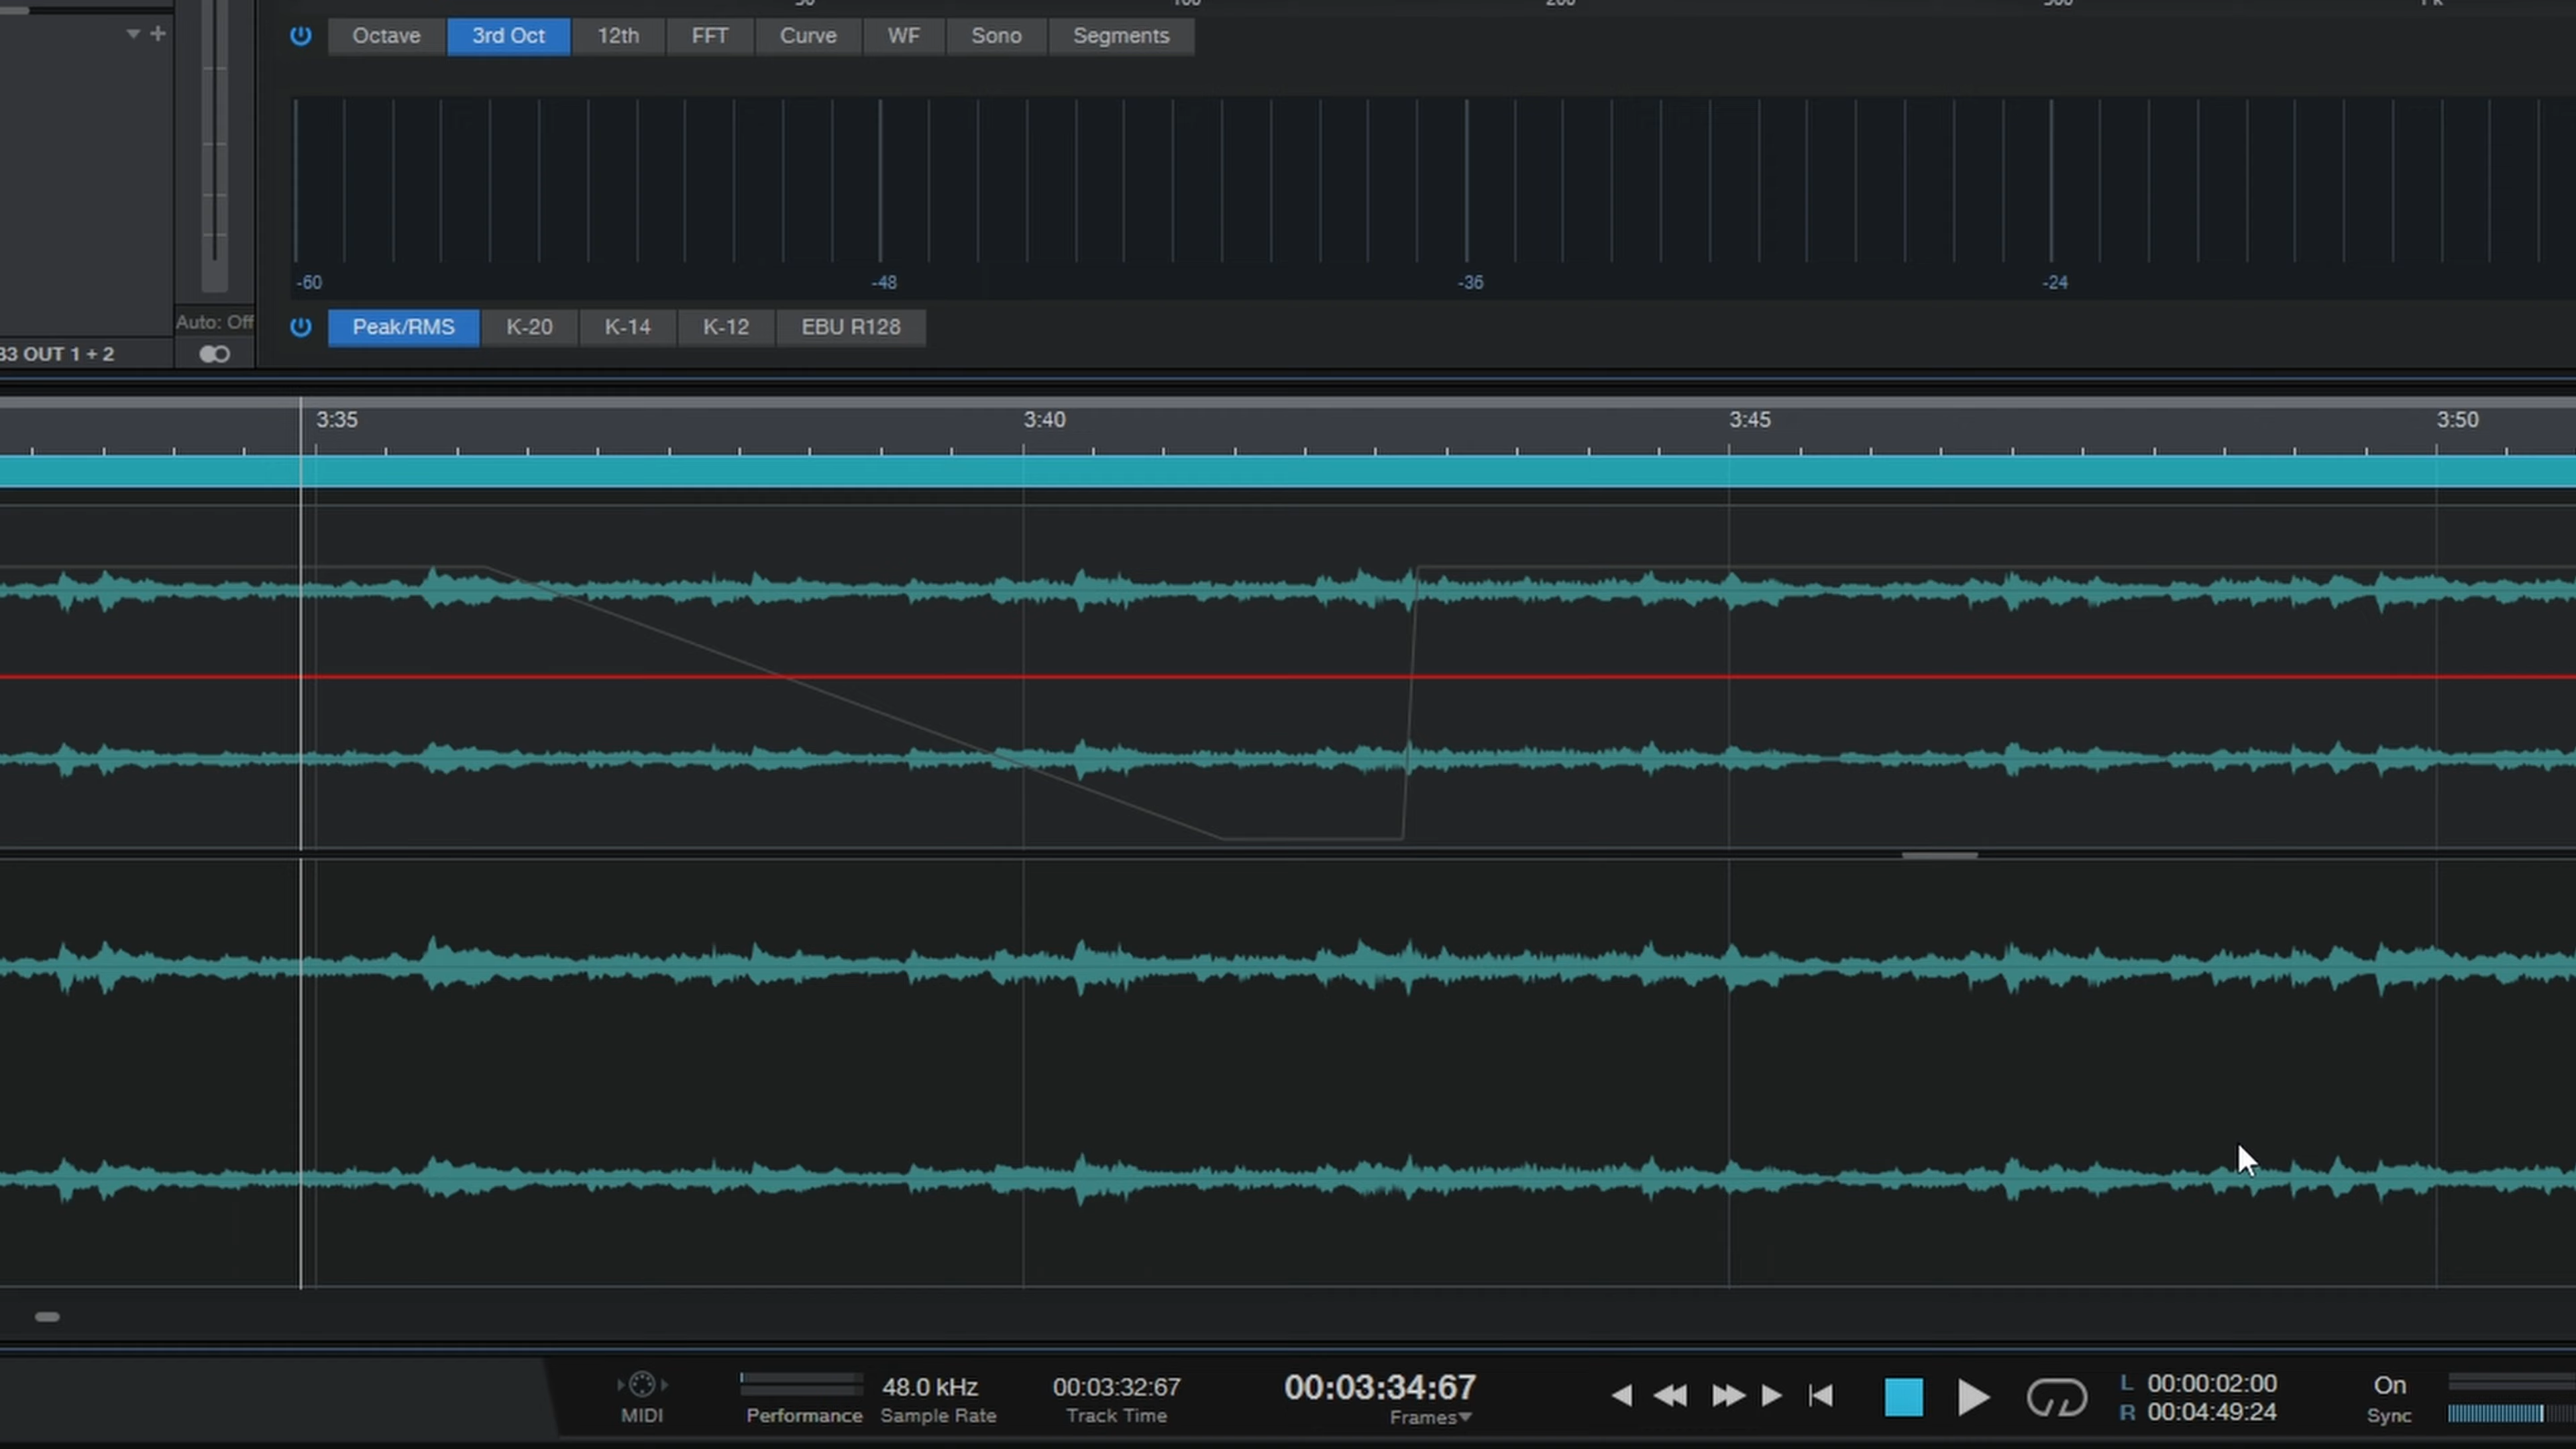 Octave 3rd Oct 12th FFT Curve WF Sono Segments
-60 -48 -36 -24
Auto: Off
Peak/RMS K-20 K-14 K-12 EBU R128
33 OUT 1 + 2
3:35 3:40 3:45 3:50
MIDI
Performance
48.0 kHz
Sample Rate
00:03:32:67
Track Time
00:03:34:67
Frames
L 00:00:02:00
R 00:04:49:24
On
Sync